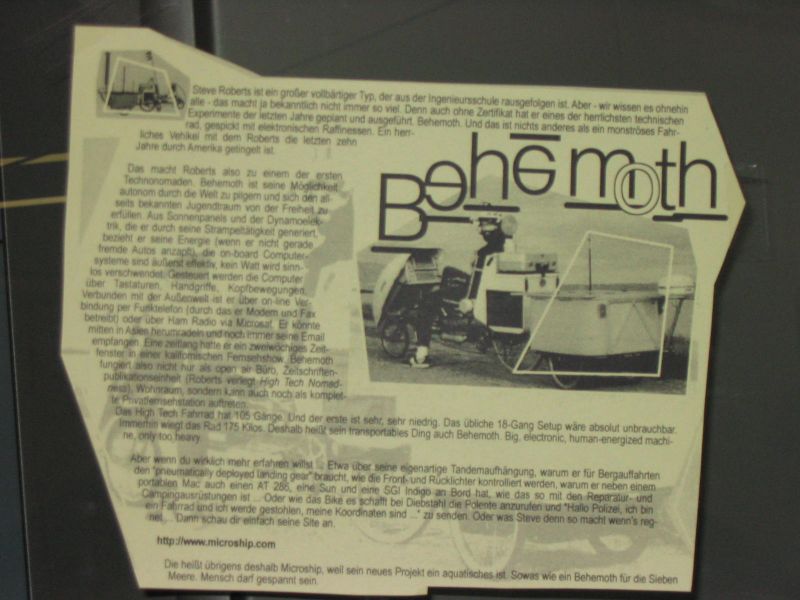 Steve Roberts ist ein großer vollbärtiger Typ, der aus der Ingenieursschule rausgefolgen ist. Aber - wir wissen es ohnehin
alle - das macht ja bekanntlich nicht immer so viel. Denn auch ohne Zertifikat hat er eines der herrlichsten technischen
Experimente der letzten Jahre geplant und ausgeführt. Behemoth. Und das ist nichts anderes als ein monströses Fahr-
rad, gespickt mit elektronischen Raffinessen. Ein herr-
liches Vehikel mit dem Roberts die letzten zehn
Jahre durch Amerika getingelt ist.
Behemoth
Das macht Roberts also zu einem der ersten
Technonomaden. Behemoth ist seine Möglichkeit
autonom durch die Welt zu pilgern und sich den all-
seits bekannten Jugendtraum von der Freiheit zu
erfüllen. Aus Sonnenpanels und der Dynamoelek-
trik, die er durch seine Strampeltätigkeit generiert,
bezieht er seine Energie (wenn er nicht gerade
fremde Autos anzapft), die on-board Computer-
systeme sind äußerst effektiv, kein Watt wird sinn-
los verschwendet. Gesteuert werden die Computer
über Tastaturen, Handgriffe, Kopfbewegungen.
Verbunden mit der Außenwelt ist er über on-line Ver-
bindung per Funktelefon (durch das er Modem und Fax
betreibt) oder über Ham Radio via Microsat. Er könnte
mitten in Asien herumradeln und noch immer seine Email
empfangen. Eine zeitlang hatte er ein zweiwöchiges Zeit-
fenster in einer kalifornischen Fernsehshow. Behemoth
fungiert also nicht nur als open air Büro, Zeitschriften-
publikationseinheit (Roberts verlegt High Tech Nomad-
ness), Wohnraum, sondern kann auch noch als komplet-
te Privatfernsehstation auftreten.
Das High Tech Fahrrad hat 105 Gänge. Und der erste ist sehr, sehr niedrig. Das übliche 18-Gang Setup wäre absolut unbrauchbar.
Immerhin wiegt das Rad 175 Kilos. Deshalb heißt sein transportables Ding auch Behemoth. Big, electronic, human-energized machi-
ne, only too heavy.
Aber wenn du wirklich mehr erfahren willst ... Etwa über seine eigenartige Tandemaufhängung, warum er für Bergauffahrten
den "pneumatically deployed landing gear" braucht, wie die Front- und Rücklichter kontrolliert werden, warum er neben einem
portablen Mac auch einen AT 286, eine Sun und eine SGI Indigo an Bord hat, wie das so mit den Reparatur- und
Campingausrüstungen ist ... Oder wie das Bike es schafft bei Diebstahl die Polente anzurufen und "Hallo Polizei, ich bin
ein Fahrrad und ich werde gestohlen, meine Koordinaten sind ..." zu senden. Oder was Steve denn so macht wenn's reg-
net ... Dann schau dir einfach seine Site an.
http://www.microship.com
Die heißt übrigens deshalb Microship, weil sein neues Projekt ein aquatisches ist. Sowas wie ein Behemoth für die Sieben
Meere. Mensch darf gespannt sein.